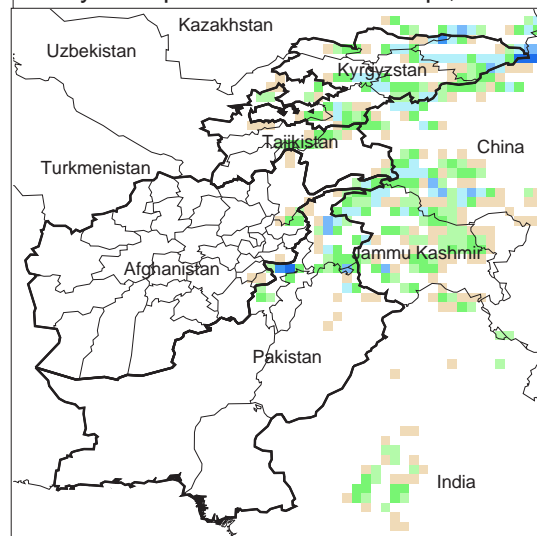 Kazakhstan
Uzbekistan
Kyrgyzstan
Tajikistan
China
Turkmenistan
Jammu Kashmir
Afghanistan
Pakistan
India